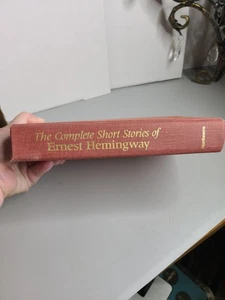 The Complete Short Stories of
Ernest Hemingway